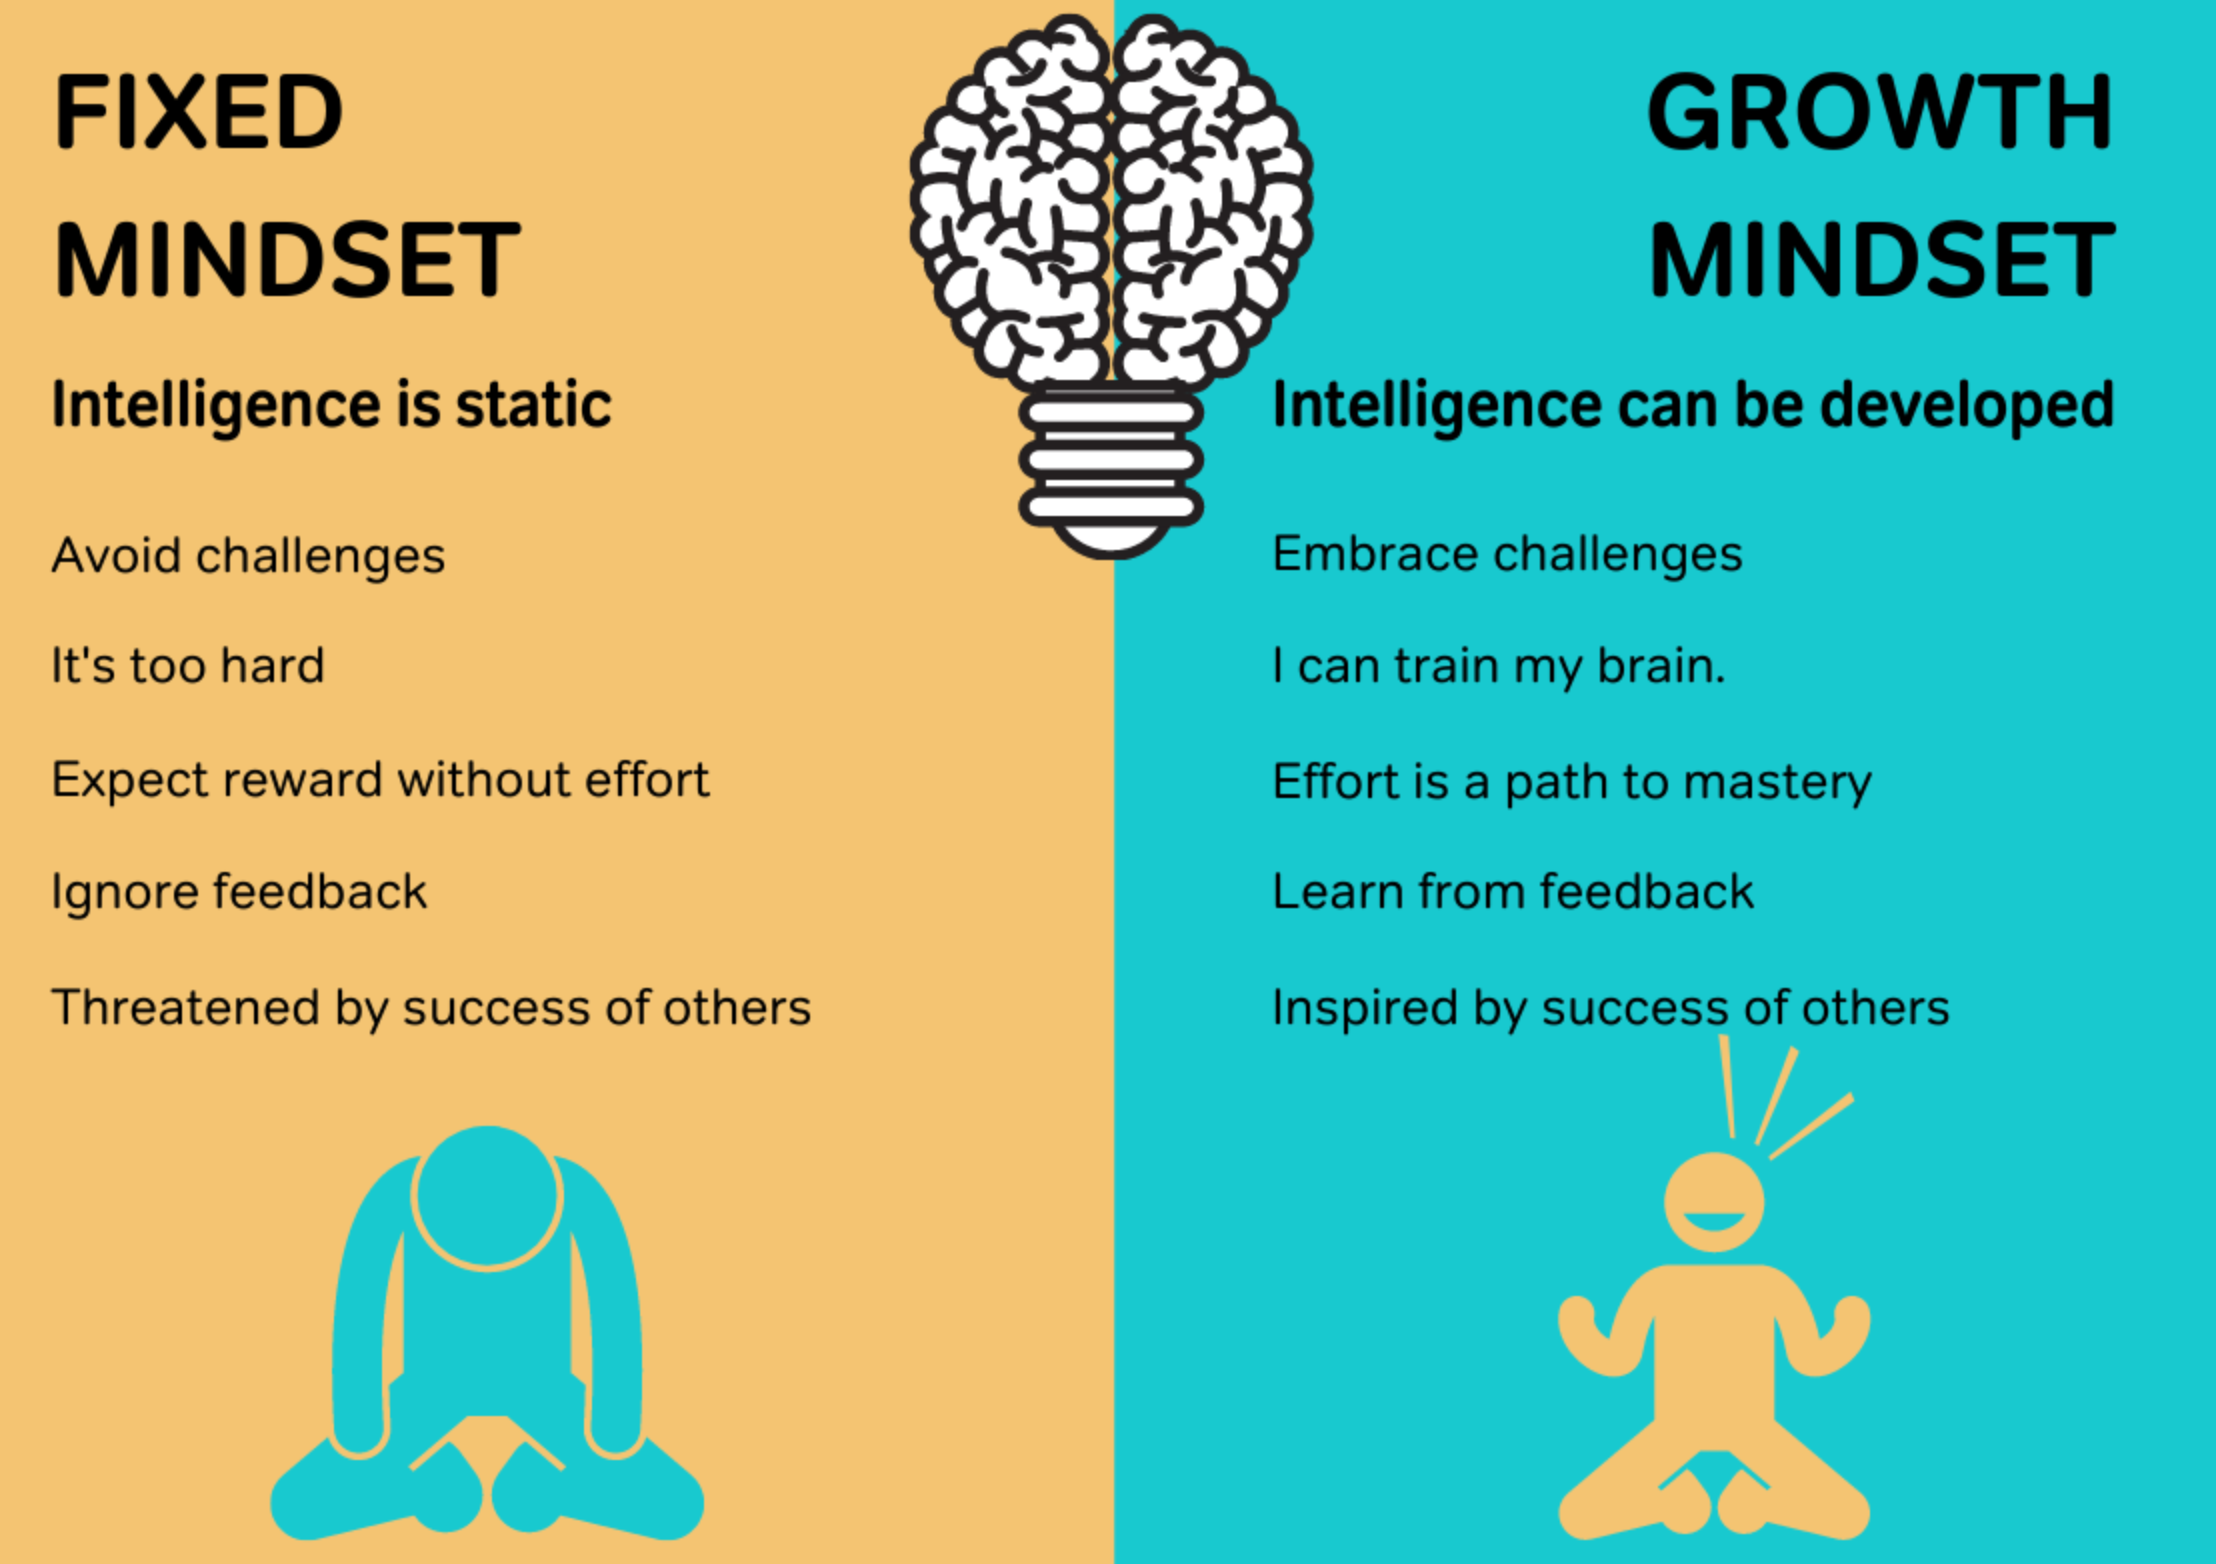 FIXED
MINDSET
Intelligence is static
Avoid challenges
It's too hard
Expect reward without effort
Ignore feedback
Threatened by success of others
GROWTH
MINDSET
Intelligence can be developed
Embrace challenges
I can train my brain.
Effort is a path to mastery
Learn from feedback
Inspired by success of others